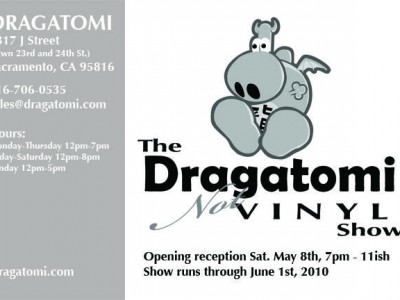 DRAGATOMI
317 J Street
wn 23rd and 24th St.)
acramento, CA 95816
16-706-0535
les@dragatomi.com
ours:
onday-Thursday 12pm-7pm
day-Saturday 12pm-8pm
nday 12pm-5pm
ragatomi.com
The
Dragatomi
Not VINYL
Show
Opening reception Sat. May 8th, 7pm - 11ish
Show runs through June 1st, 2010